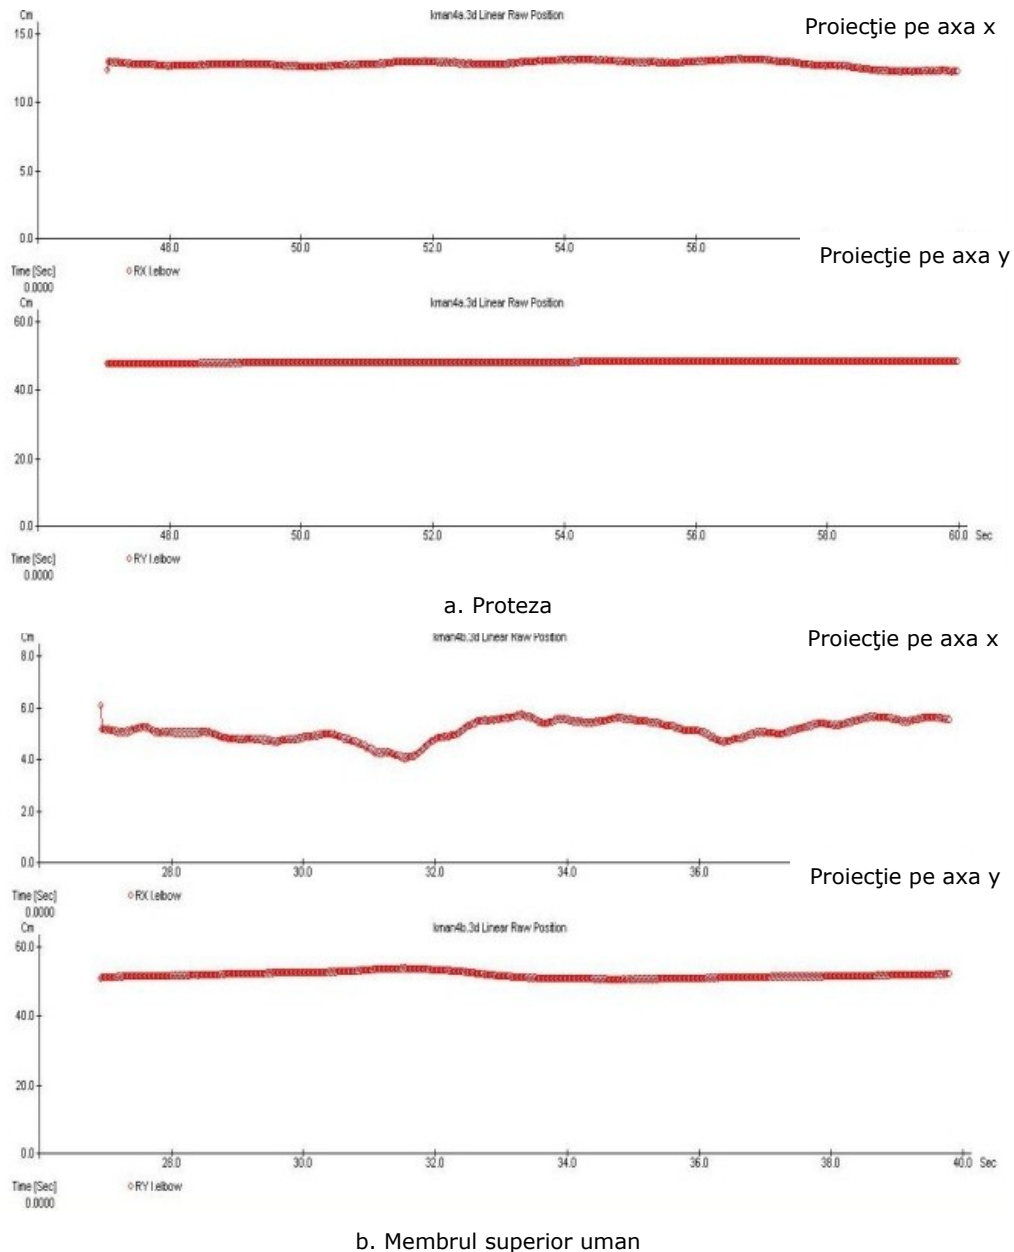 Cm
kman4a.3d Linear Raw Position
Proiecţie pe axa x
15.0
10.0
5.0
0.0
48.0 50.0 52.0 54.0 56.0
Proiecţie pe axa y
Time [Sec] RX l.elbow
0.0000
Cm
kman4a.3d Linear Raw Position
60.0
40.0
20.0
0.0
48.0 50.0 52.0 54.0 56.0 58.0 60.0 Sec
Time [Sec] RY l.elbow
0.0000
a. Proteza
Cm
kman4b.3d Linear Raw Position
Proiecţie pe axa x
8.0
6.0
4.0
2.0
0.0
28.0 30.0 32.0 34.0 36.0
Proiecţie pe axa y
Time [Sec] RX l.elbow
0.0000
Cm
kman4b.3d Linear Raw Position
60.0
40.0
20.0
0.0
28.0 30.0 32.0 34.0 36.0 38.0 40.0 Sec
Time [Sec] RY l.elbow
0.0000
b. Membrul superior uman